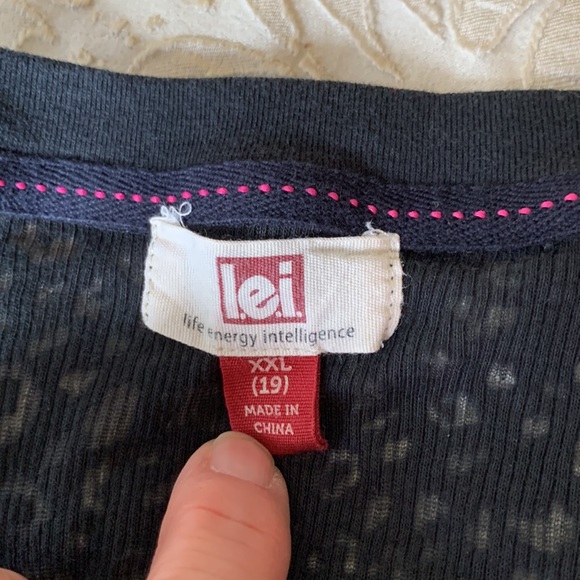 l.e.i.
life energy intelligence
XXL
(19)
MADE IN
CHINA